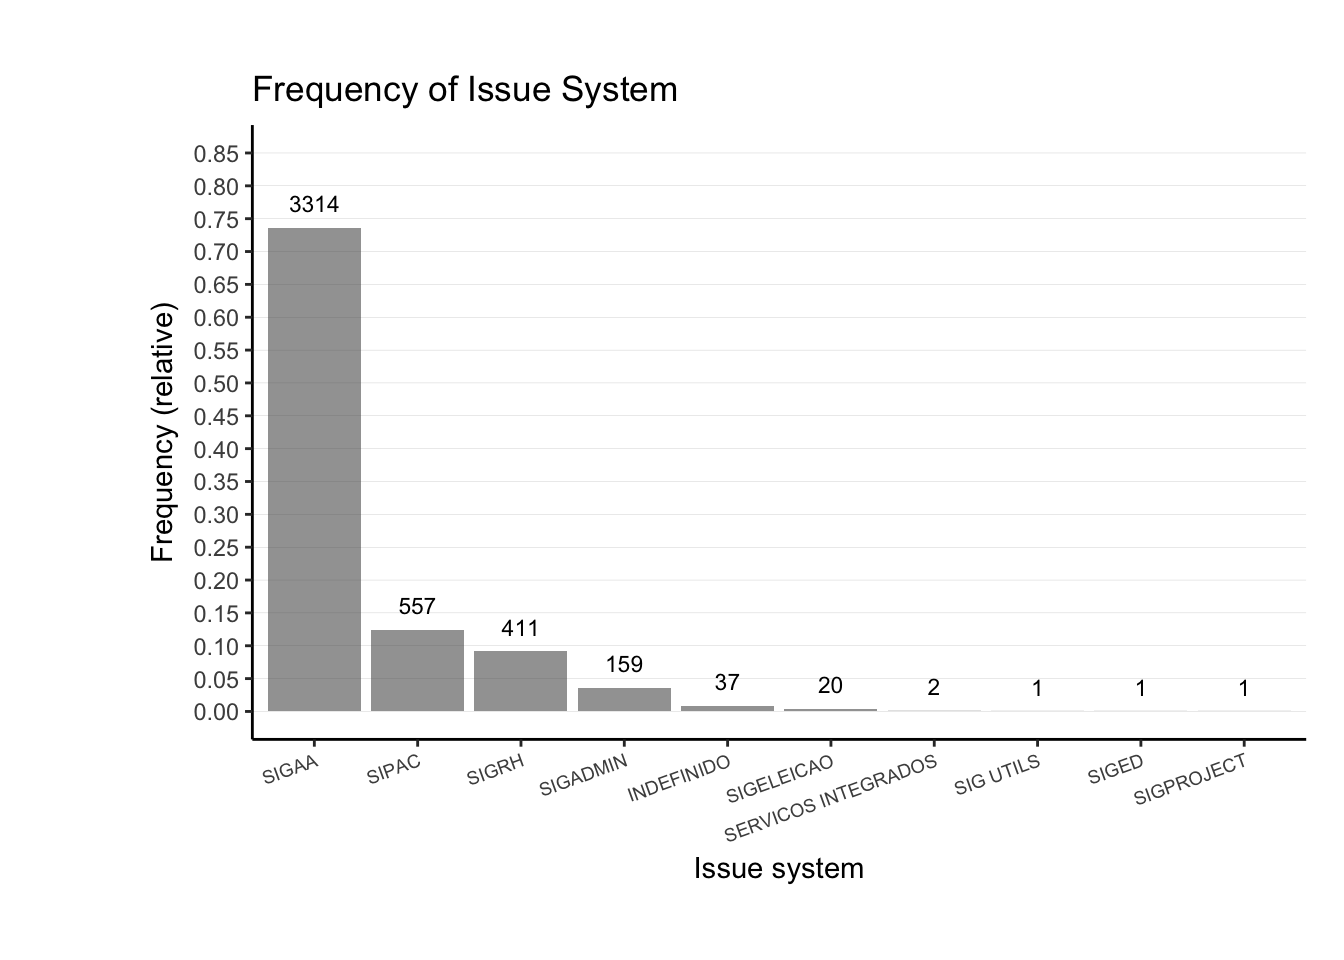 Frequency of Issue System
Frequency (relative)
0.85
0.80
0.75
0.70
0.65
0.60
0.55
0.50
0.45
0.40
0.35
0.30
0.25
0.20
0.15
0.10
0.05
0.00
3314
557
411
159
37
20
2
1
1
1
SIGAA
SIPAC
SIGRH
SIGADMIN
INDEFINIDO
SIGELEICAO
SERVICOS INTEGRADOS
SIG UTILS
SIGED
SIGPROJECT
Issue system